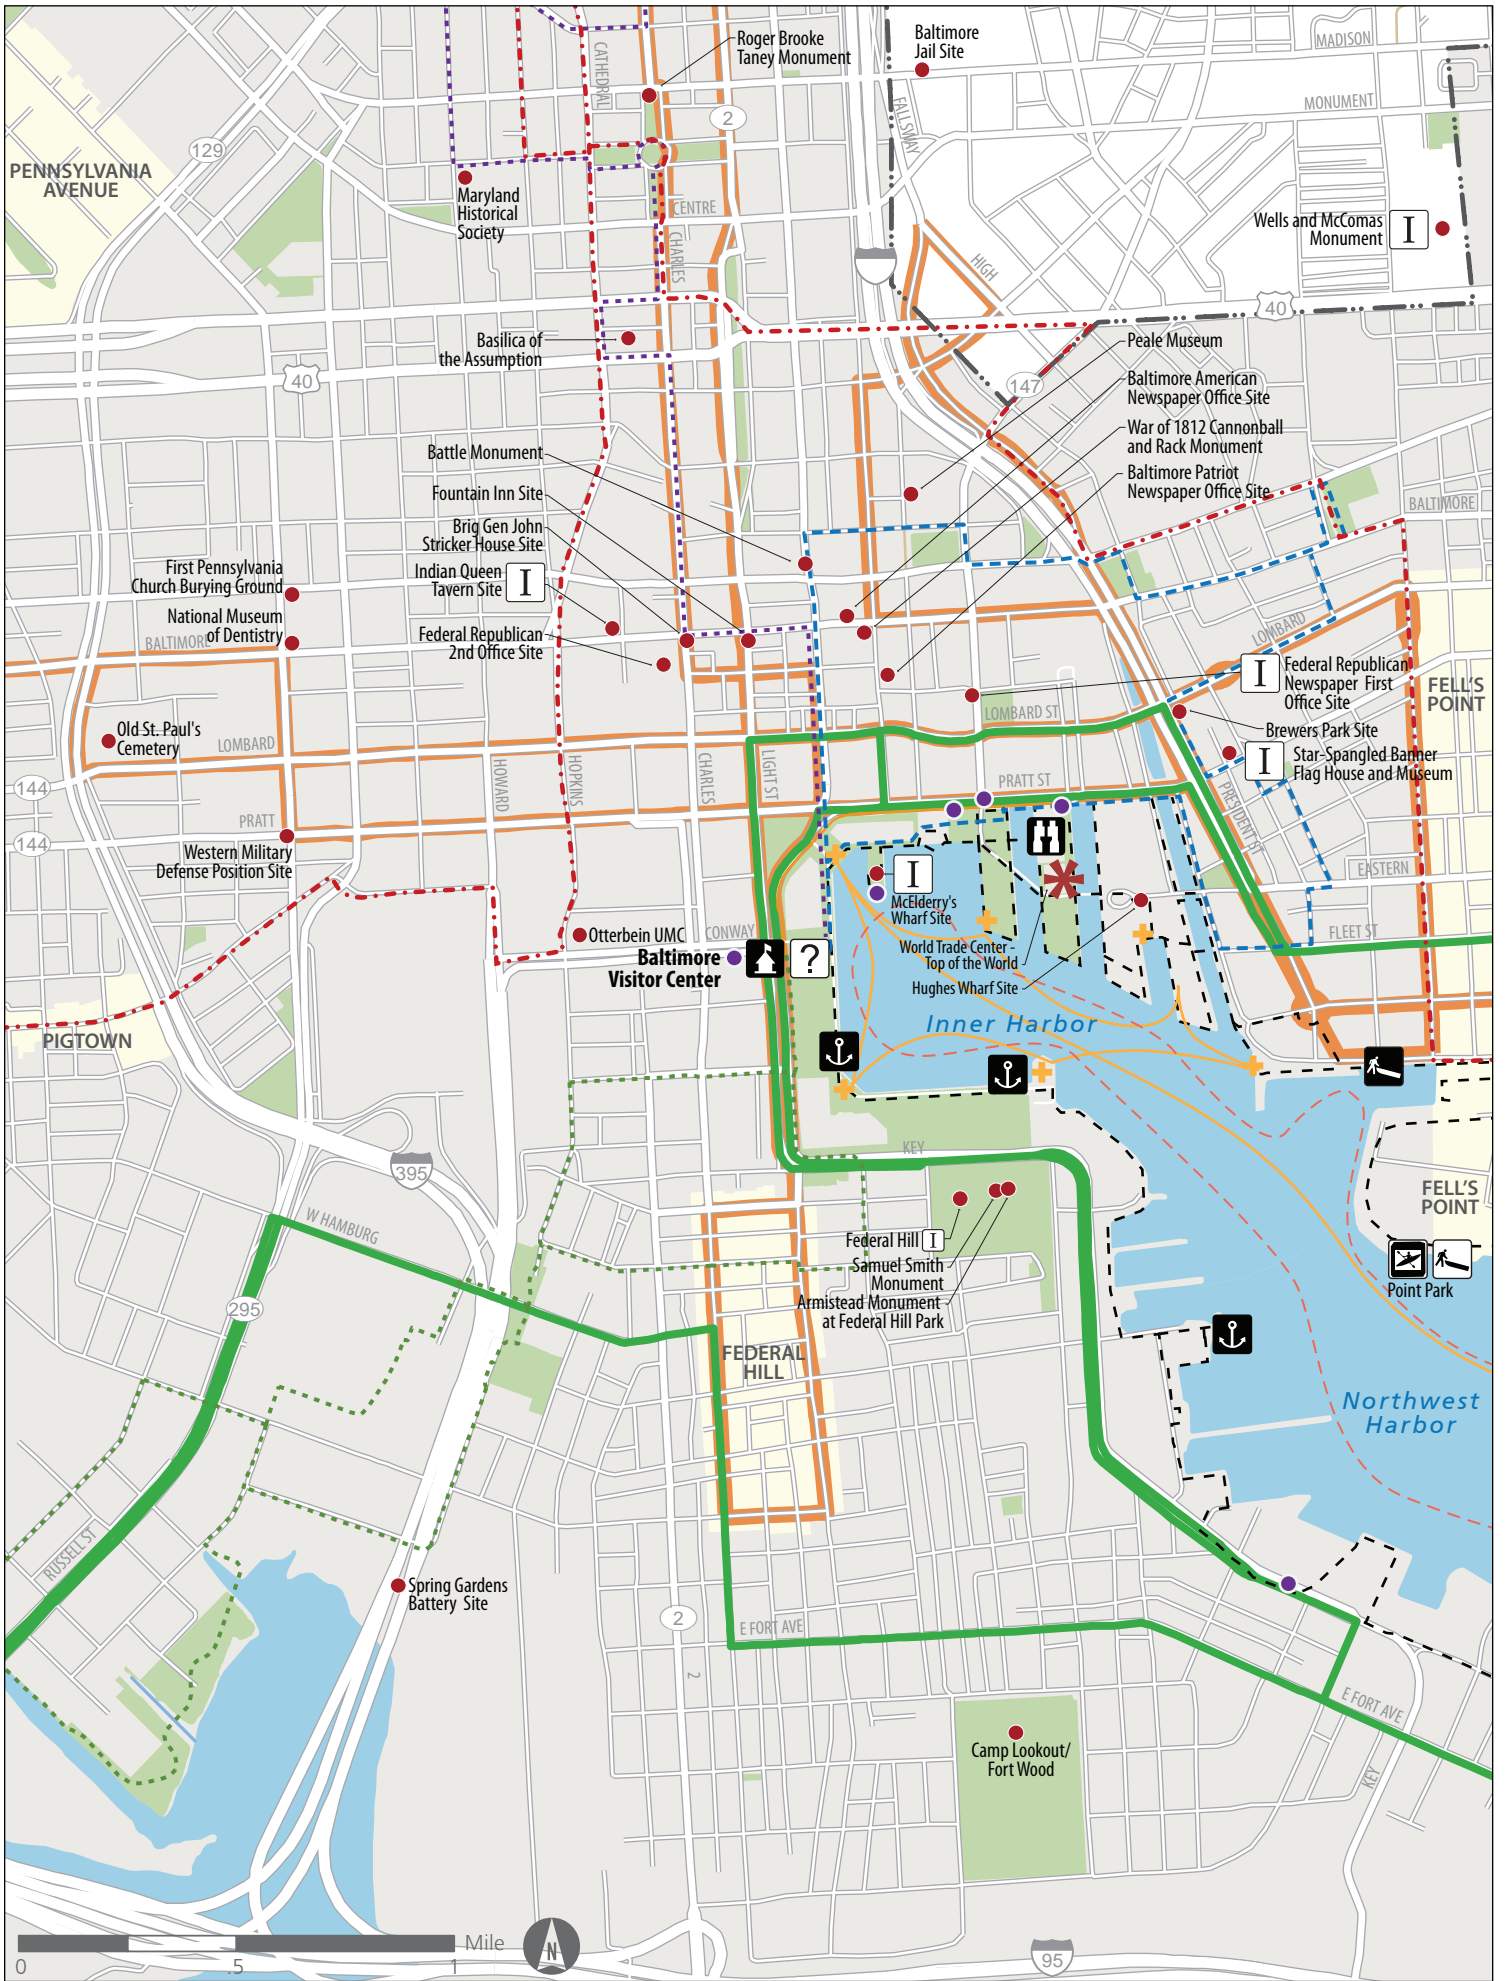 Roger Brooke
Taney Monument
Baltimore
Jail Site
MADISON
CATHEDRAL
FALLSWAY
MONUMENT
2
129
PENNSYLVANIA
AVENUE
Maryland
Historical
Society
CENTRE
CHARLES
Wells and McComas
Monument
I
HIGH
40
Basilica of
the Assumption
40
147
Peale Museum
Baltimore American
Newspaper Office Site
War of 1812 Cannonball
and Rack Monument
Baltimore Patriot
Newspaper Office Site
BALTIMORE
Battle Monument
Fountain Inn Site
Brig Gen John
Stricker House Site
Indian Queen
Tavern Site
I
Federal Republican
2nd Office Site
First Pennsylvania
Church Burying Ground
National Museum
of Dentistry
BALTIMORE
LOMBARD
I
Federal Republican
Newspaper First
Office Site
FELL'S
POINT
Brewers Park Site
I
Star-Spangled Banner
Flag House and Museum
Old St. Paul's
Cemetery
LOMBARD
LOMBARD ST
HOWARD
HOPKINS
CHARLES
LIGHT ST
PRATT ST
PRESIDENT ST
144
144
PRATT
Western Military
Defense Position Site
EASTERN
I
McElderry's
Wharf Site
World Trade Center -
Top of the World
Hughes Wharf Site
FLEET ST
Otterbein UMC
CONWAY
Baltimore
Visitor Center
?
Inner Harbor
PIGTOWN
KEY
395
W HAMBURG
FELL'S
POINT
Federal Hill
I
Samuel Smith
Monument
Armistead Monument
at Federal Hill Park
Point Park
295
FEDERAL
HILL
Northwest
Harbor
RUSSELL ST
Spring Gardens
Battery Site
2
E FORT AVE
2
E FORT AVE
Camp Lookout/
Fort Wood
KEY
Mile
0
.5
1
N
95